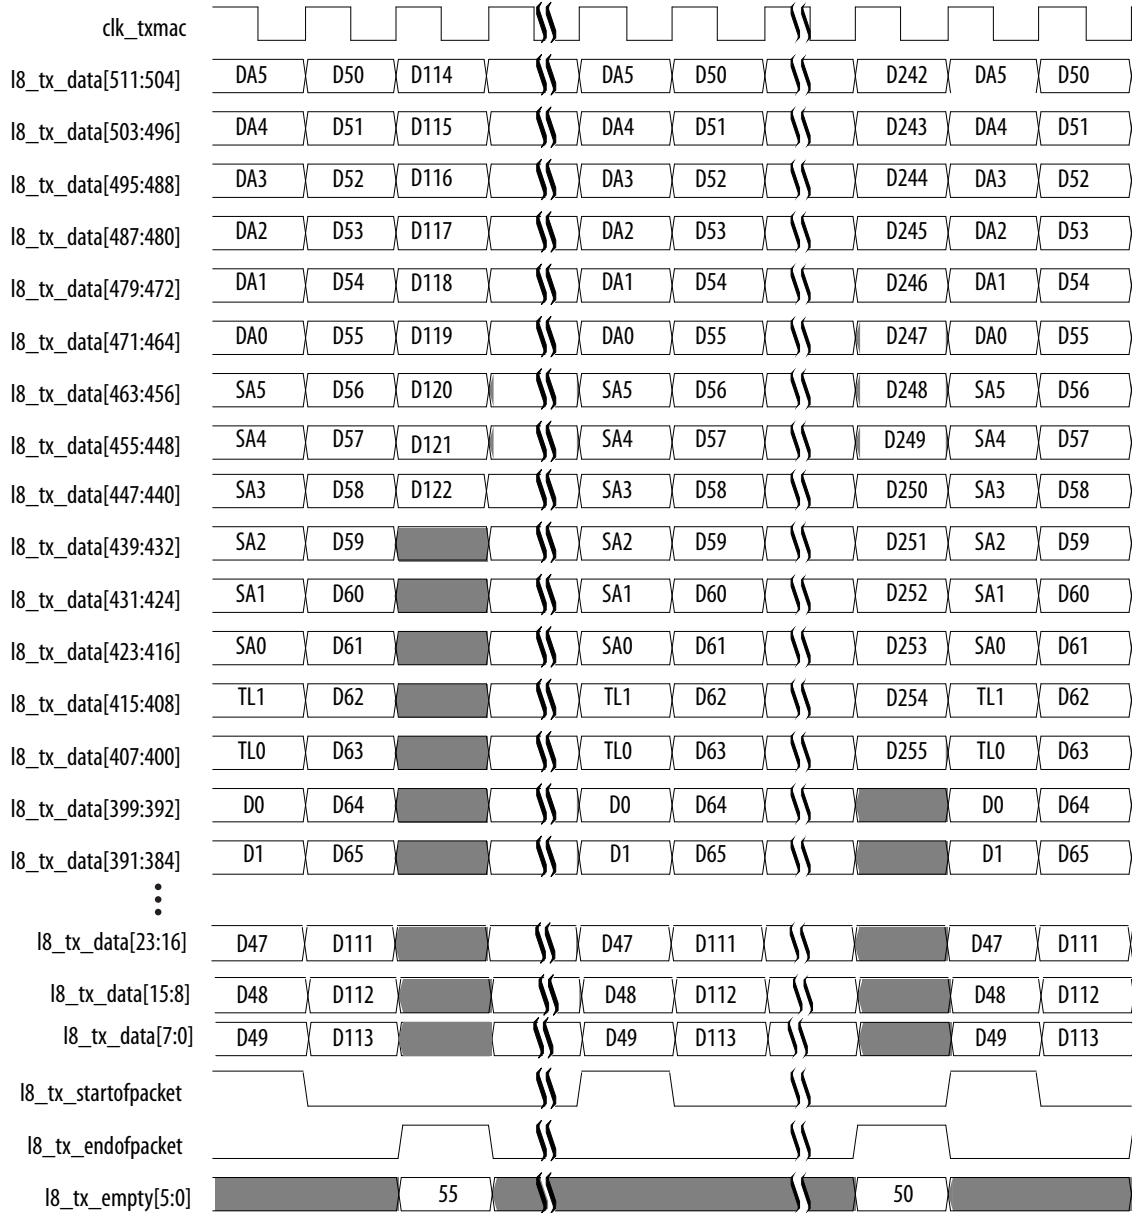 clk_txmac
l8_tx_data[511:504] DA5 D50 D114 DA5 D50 D242 DA5 D50
l8_tx_data[503:496] DA4 D51 D115 DA4 D51 D243 DA4 D51
l8_tx_data[495:488] DA3 D52 D116 DA3 D52 D244 DA3 D52
l8_tx_data[487:480] DA2 D53 D117 DA2 D53 D245 DA2 D53
l8_tx_data[479:472] DA1 D54 D118 DA1 D54 D246 DA1 D54
l8_tx_data[471:464] DA0 D55 D119 DA0 D55 D247 DA0 D55
l8_tx_data[463:456] SA5 D56 D120 SA5 D56 D248 SA5 D56
l8_tx_data[455:448] SA4 D57 D121 SA4 D57 D249 SA4 D57
l8_tx_data[447:440] SA3 D58 D122 SA3 D58 D250 SA3 D58
l8_tx_data[439:432] SA2 D59 SA2 D59 D251 SA2 D59
l8_tx_data[431:424] SA1 D60 SA1 D60 D252 SA1 D60
l8_tx_data[423:416] SA0 D61 SA0 D61 D253 SA0 D61
l8_tx_data[415:408] TL1 D62 TL1 D62 D254 TL1 D62
l8_tx_data[407:400] TL0 D63 TL0 D63 D255 TL0 D63
l8_tx_data[399:392] D0 D64 D0 D64 D0 D64
l8_tx_data[391:384] D1 D65 D1 D65 D1 D65
l8_tx_data[23:16] D47 D111 D47 D111 D47 D111
l8_tx_data[15:8] D48 D112 D48 D112 D48 D112
l8_tx_data[7:0] D49 D113 D49 D113 D49 D113
l8_tx_startofpacket
l8_tx_endofpacket
l8_tx_empty[5:0] 55 50